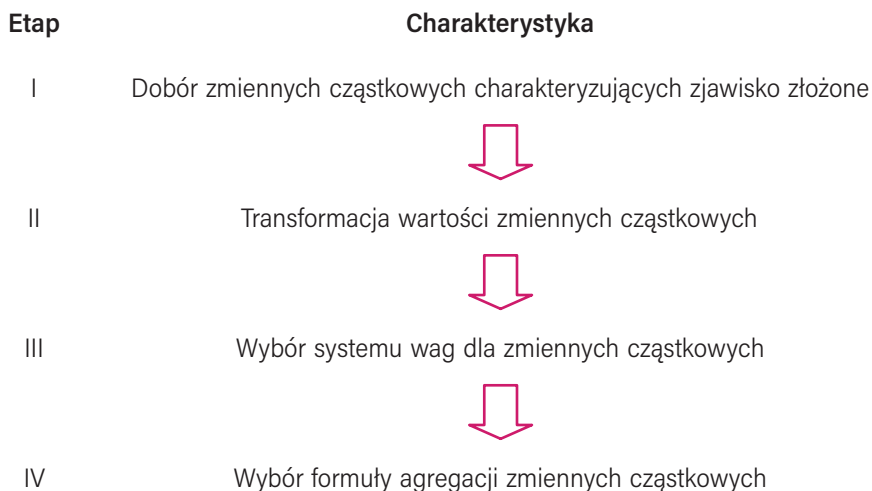 Etap Charakterystyka
I Dobór zmiennych cząstkowych charakteryzujących zjawisko złożone
II Transformacja wartości zmiennych cząstkowych
III Wybór systemu wag dla zmiennych cząstkowych
IV Wybór formuły agregacji zmiennych cząstkowych